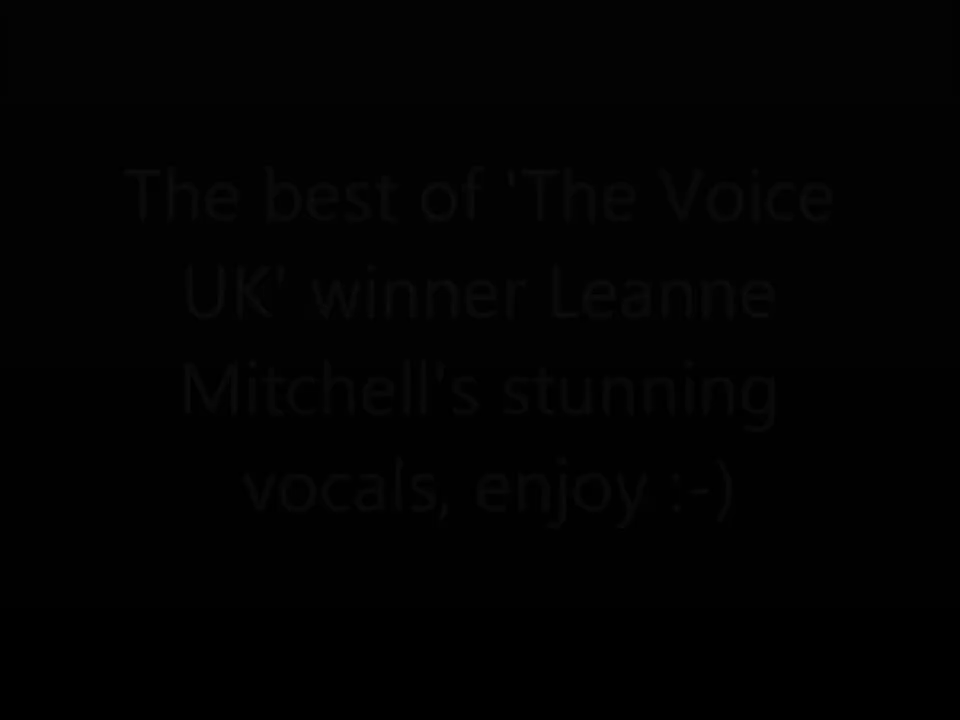 The best of 'The Voice
UK' winner Leanne
Mitchell's stunning
vocals, enjoy :-)